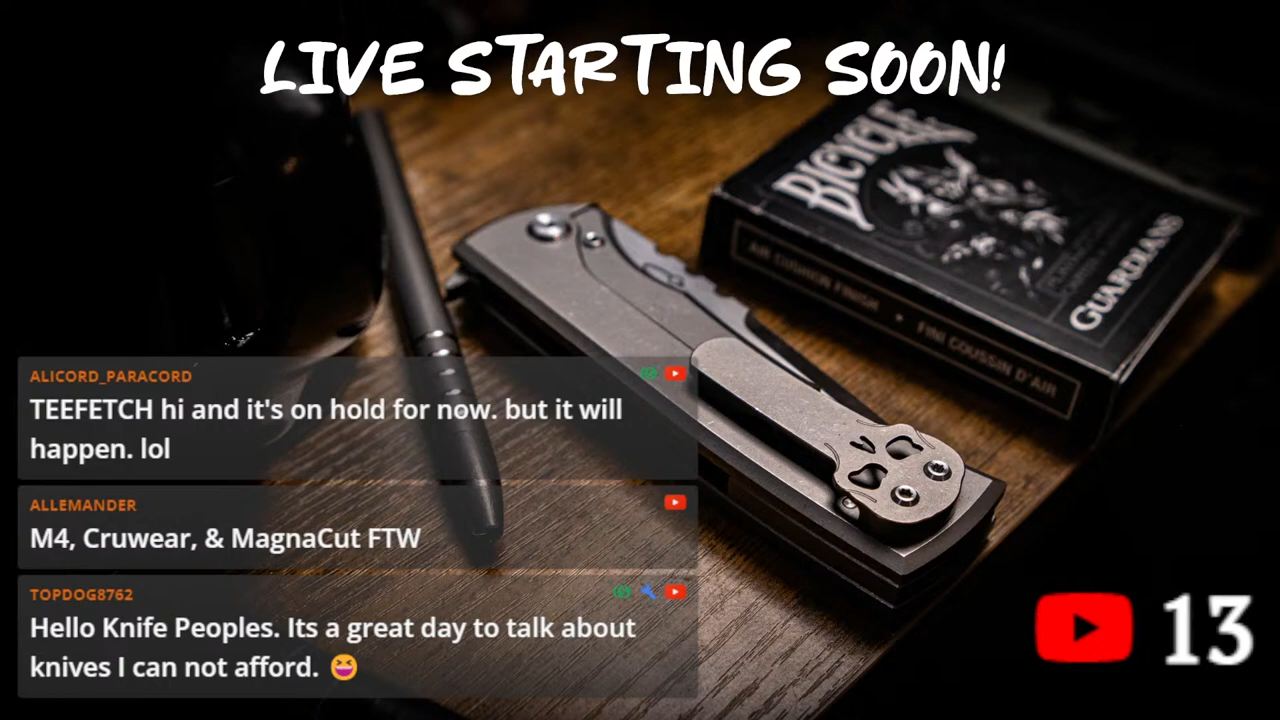 LIVE STARTING SOON!
BICYCLE
GUARDIANS
AIR CUSHION FINISH • FINI COUSSIN D'AIR
ALICORD_PARACORD
TEEFETCH hi and it's on hold for now. but it will
happen. lol
ALLEMANDER
M4, Cruwear, & MagnaCut FTW
TOPDOG8762
Hello Knife Peoples. Its a great day to talk about
knives I can not afford. 😆
13